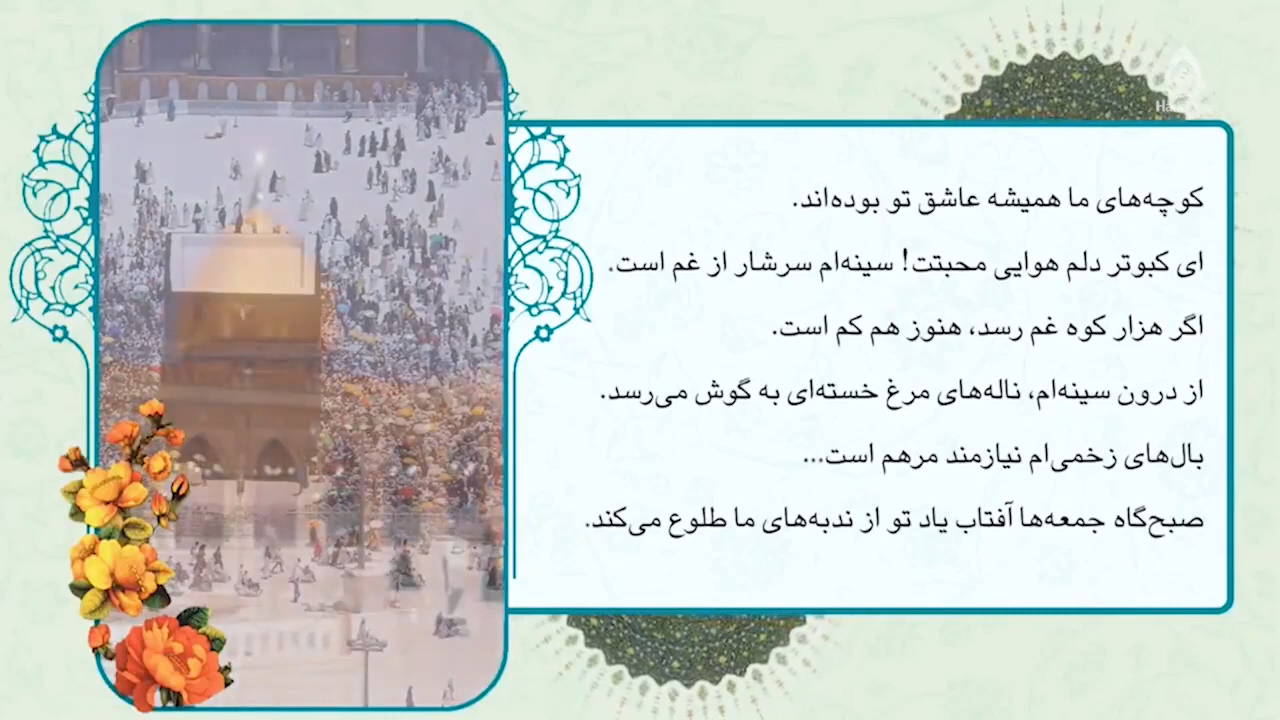 کوچه‌های ما همیشه عاشق تو بوده‌اند.
ای کبوتر دلم هوایی محبتت! سینه‌ام سرشار از غم است.
اگر هزار کوه غم رسد، هنوز هم کم است.
از درون سینه‌ام، ناله‌های مرغ خسته‌ای به گوش می‌رسد.
بال‌های زخمی‌ام نیازمند مرهم است...
صبح‌گاه جمعه‌ها آفتاب یاد تو از ندبه‌های ما طلوع می‌کند.